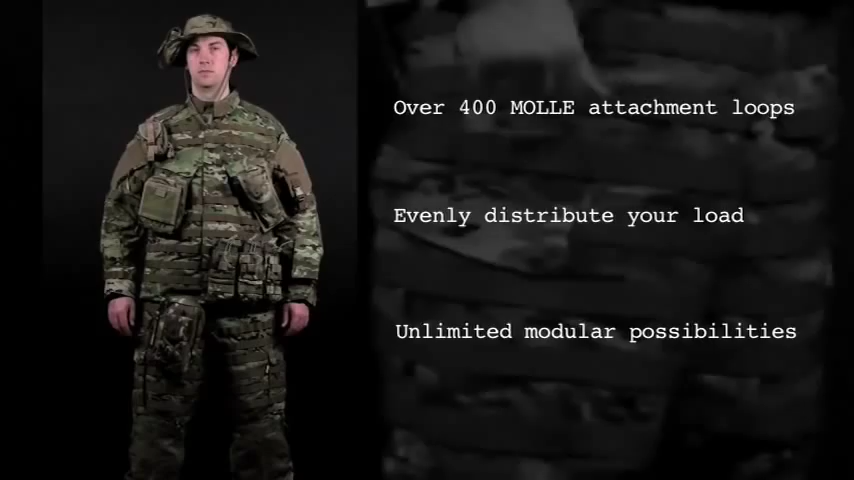 Over 400 MOLLE attachment loops
Evenly distribute your load
Unlimited modular possibilities